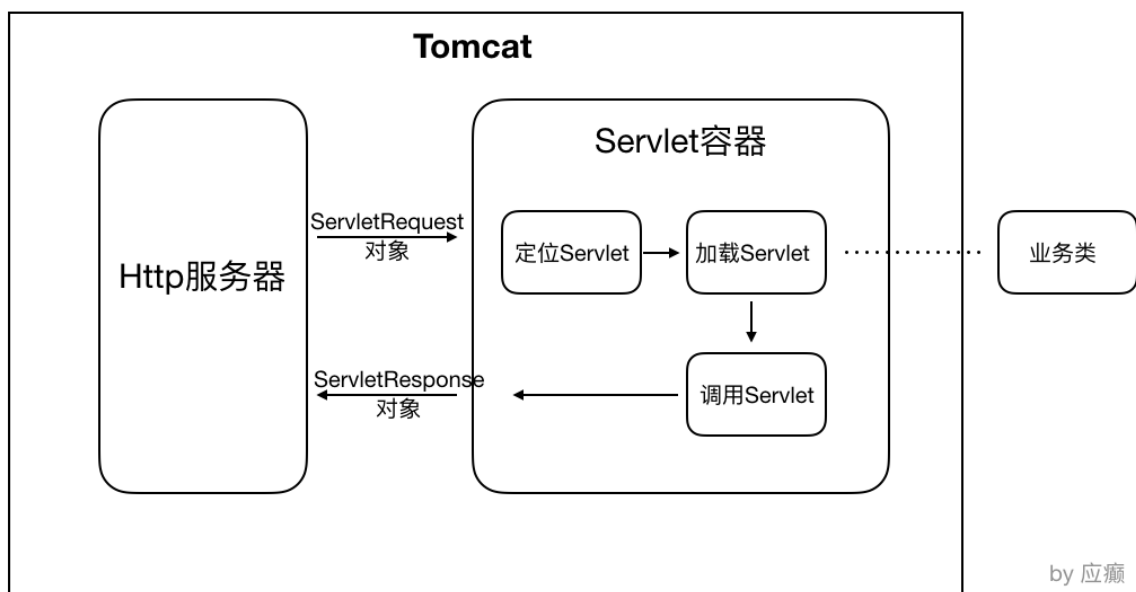 Tomcat
Servlet容器
ServletRequest
对象
Http服务器
定位Servlet
加载Servlet
业务类
ServletResponse
对象
调用Servlet
by 应癫